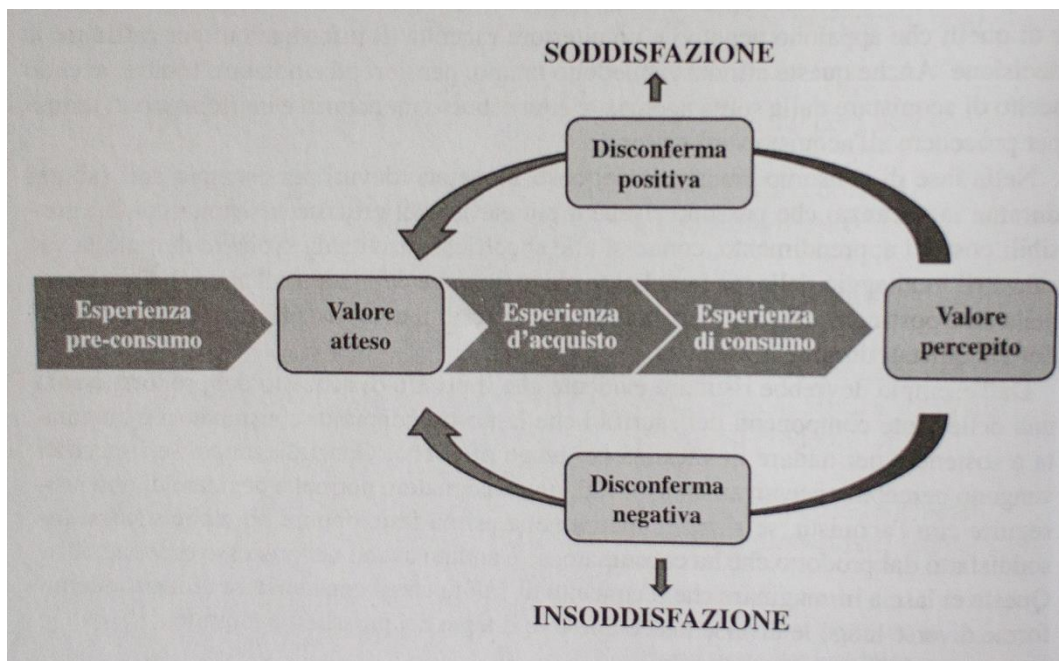 SODDISFAZIONE
Disconferma
positiva
Esperienza
pre-consumo
Valore
atteso
Esperienza
d'acquisto
Esperienza
di consumo
Valore
percepito
Disconferma
negativa
INSODDISFAZIONE